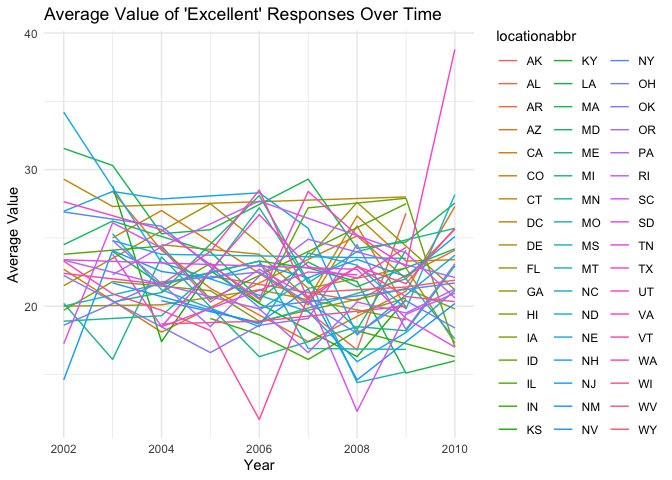 Average Value of 'Excellent' Responses Over Time
40
30
20
Average Value
2002 2004 2006 2008 2010
Year
locationabbr
AK KY NY
AL LA OH
AR MA OK
AZ MD OR
CA ME PA
CO MI RI
CT MN SC
DC MO SD
DE MS TN
FL MT TX
GA NC UT
HI ND VA
IA NE VT
ID NH WA
IL NJ WI
IN NM WV
KS NV WY